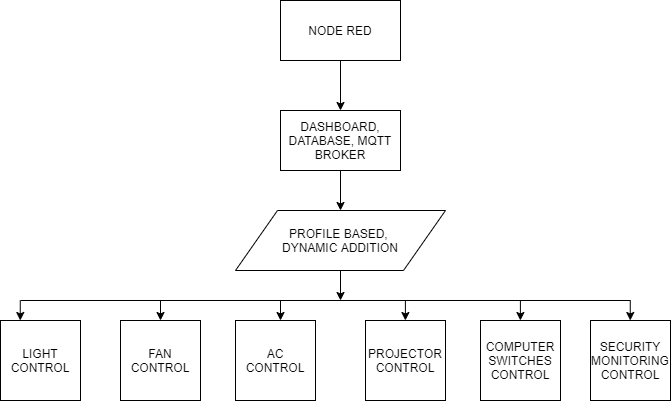 NODE RED
DASHBOARD,
DATABASE, MQTT
BROKER
PROFILE BASED,
DYNAMIC ADDITION
LIGHT
CONTROL
FAN
CONTROL
AC
CONTROL
PROJECTOR
CONTROL
COMPUTER
SWITCHES
CONTROL
SECURITY
MONITORING
CONTROL